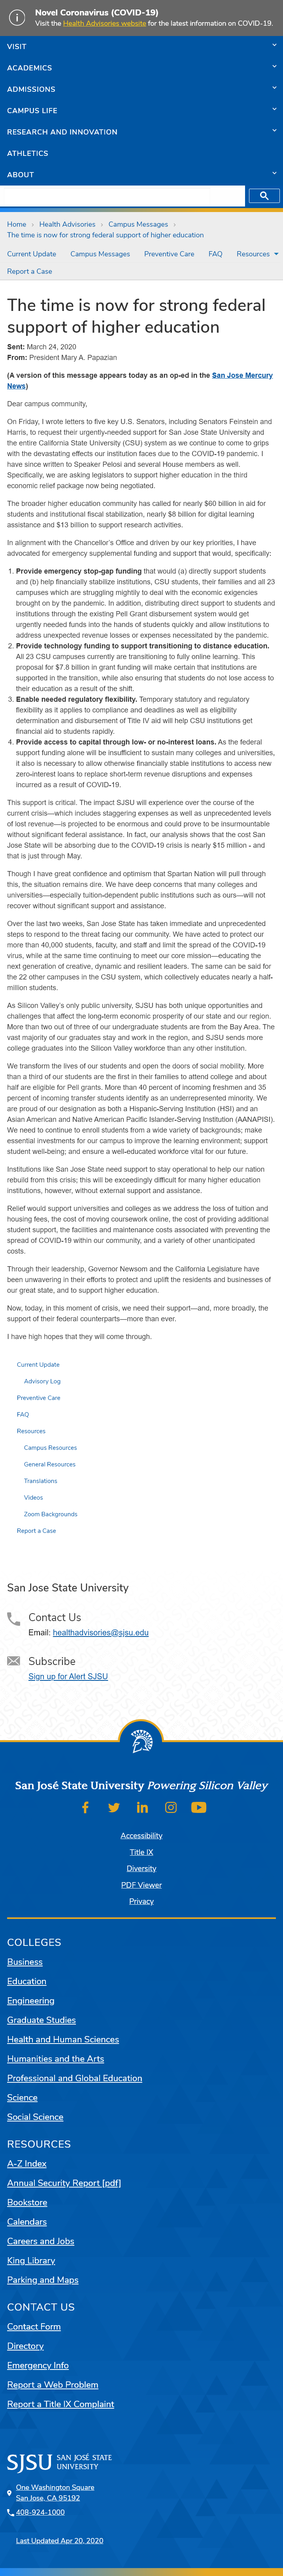 Novel Coronavirus (COVID-19)
Visit the Health Advisories website for the latest information on COVID-19.
VISIT
ACADEMICS
ADMISSIONS
CAMPUS LIFE
RESEARCH AND INNOVATION
ATHLETICS
ABOUT
Home › Health Advisories › Campus Messages ›
The time is now for strong federal support of higher education
Current Update Campus Messages Preventive Care FAQ Resources
Report a Case
The time is now for strong federal
support of higher education
Sent: March 24, 2020
From: President Mary A. Papazian
(A version of this message appears today as an op-ed in the San Jose Mercury
News)
Dear campus community,
On Friday, I wrote letters to five key U.S. Senators, including Senators Feinstein and
Harris, to request their urgently-needed support for San Jose State University and
the entire California State University (CSU) system as we continue to cope to grips
with the devastating effects our institution faces due to the COVID-19 pandemic. I
have since written to Speaker Pelosi and several House members as well.
Specifically, we are asking legislators to support higher education in the third
economic relief package now being negotiated.
The broader higher education community has called for nearly $60 billion in aid for
students and institutional fiscal stabilization, nearly $8 billion for digital learning
assistance and $13 billion to support research activities.
In alignment with the Chancellor's Office and driven by our key priorities, I have
advocated for emergency supplemental funding and support that would, specifically:
1. Provide emergency stop-gap funding that would (a) directly support students
and (b) help financially stabilize institutions, CSU students, their families and all 23
campuses which are struggling mightily to deal with the economic exigencies
brought on by the pandemic. In addition, distributing direct support to students and
institutions through the existing Pell Grant distribution model system will get
urgently needed funds into the hands of students quickly and would also offset
unexpected increased revenue losses or expenses necessitated by the pandemic.
2. Provide technology funding to support transitioning to distance education.
All 23 CSU campuses currently are transitioning to fully online learning. This
proposal for $7.8 billion in grant funding will make certain that institutions can
support the transition, while also ensuring that students do not lose access to their
education as a result of the shift.
3. Enable needed regulatory flexibility. Temporary statutory and regulatory
flexibility as it applies to compliance and deadlines as well as eligibility
determination and treatment of Title IV aid will help CSU institutions get
financial aid to students rapidly.
4. Provide access to capital through low- or no-interest loans. As the federal
support funding alone will be insufficient to sustain many colleges and universities,
it also is necessary to allow otherwise financially stable institutions to access low to
zero-interest loans to replace short-term revenue disruptions and expenses
incurred as a result of COVID-19.
This support is critical. The impact SJSU will experience over the course of the
current crisis—which includes staggering expenses as well as unprecedented levels
of lost revenue—is projected to be enormous and could prove to be insurmountable
without significant federal assistance. In fact, our analysis shows that the cost San
Jose State will be absorbing due to the COVID-19 crisis is nearly $15 million - and
that is just through May.
Though I have great confidence and optimism that Spartan Nation will pull through
this, the situation remains dire. We have deep concerns that many colleges and
universities—especially tuition-dependent public institutions such as ours—will not
recover without significant support and assistance.
Over the last two weeks, San Jose State has taken immediate and unprecedented
steps to respond to the threat facing our community. We have acted to protect our
more than 40,000 students, faculty, and staff and limit the spread of the COVID-19
virus, while at the same time continuing to meet our core mission—educating the
next generation of creative, dynamic and resilient leaders. The same can be said for
the 22 other campuses in the CSU system, which collectively educates nearly a half-
million students.
As Silicon Valley's only public university, SJSU has both unique opportunities and
challenges that affect the same region our students and alumni call home.
More than two out of three of our undergraduate students are from the Bay Area. The
vast majority of our graduates stay and work in the region, and SJSU sends more
college graduates into the Silicon Valley workforce than any other institution.
We transform the lives of our students and open the doors of social mobility. More
than a third of our students are the first in their families to attend college and about
half are eligible for Pell grants. More than 40 percent of incoming freshmen and 35
percent of incoming transfer students identify as an underrepresented minority. We
are proud of our designation as both a Hispanic-Serving Institution (HSI) and an
Asian American and Native American Pacific Islander-Serving Institution (AANAPISI).
We work to continue to enroll students from a wide variety of backgrounds, with
essential investments for our campus to improve human capital, our economy and our
student well-being; and ensure a well-educated workforce vital for our future.
Institutions like San Jose State need support to stay operational to help our nation
rebuild from this crisis; and this will be exceedingly difficult for many higher education
institutions, however, without external support and assistance.
Relief would support universities and colleges as we address the loss of tuition and
housing fees, the cost of moving coursework online, the cost of providing additional
student support, the facilities and maintenance costs associated with preventing the
spread of COVID-19 within our community, and a variety of other unanticipated
costs.
Through their leadership, Governor Newsom and the California Legislature have
been unwavering in their efforts to protect and uplift the residents and businesses of
our great state, and to support higher education.
Now, today, in this moment of crisis, we need their support—and, more broadly, the
support of their federal counterparts—more than ever.
I have high hopes that they will come through.
Current Update
Advisory Log
Preventive Care
FAQ
Resources
Campus Resources
General Resources
Translations
Videos
Zoom Backgrounds
Report a Case
San Jose State University
Contact Us
Email: healthadvisories@sjsu.edu
Subscribe
Sign up for Alert SJSU
San José State University Powering Silicon Valley
Accessibility
Title IX
Diversity
PDF Viewer
Privacy
COLLEGES
Business
Education
Engineering
Graduate Studies
Health and Human Sciences
Humanities and the Arts
Professional and Global Education
Science
Social Science
RESOURCES
A-Z Index
Annual Security Report [pdf]
Bookstore
Calendars
Careers and Jobs
King Library
Parking and Maps
CONTACT US
Contact Form
Directory
Emergency Info
Report a Web Problem
Report a Title IX Complaint
SJSU SAN JOSÉ STATE
UNIVERSITY
One Washington Square
San Jose, CA 95192
408-924-1000
Last Updated Apr 20, 2020